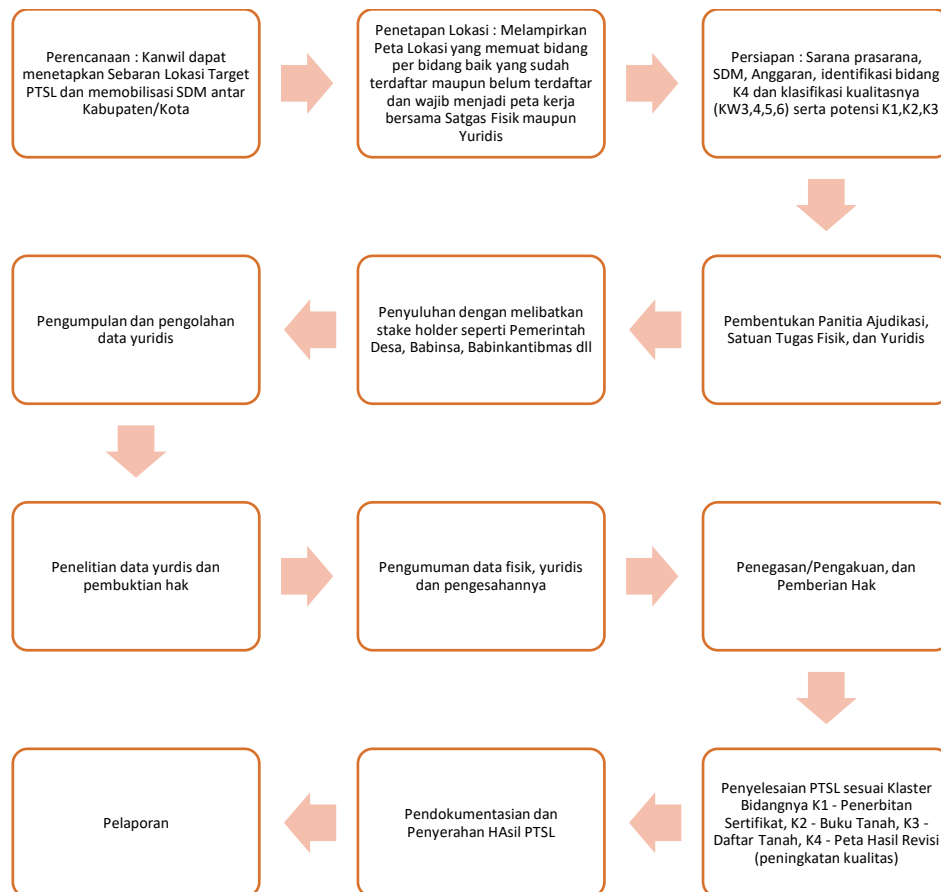 Perencanaan : Kanwil dapat
menetapkan Sebaran Lokasi Target
PTSL dan memobilisasi SDM antar
Kabupaten/Kota
Penetapan Lokasi : Melampirkan
Peta Lokasi yang memuat bidang
per bidang baik yang sudah
terdaftar maupun belum terdaftar
dan wajib menjadi peta kerja
bersama Satgas Fisik maupun
Yuridis
Persiapan : Sarana prasarana,
SDM, Anggaran, identifikasi bidang
K4 dan klasifikasi kualitasnya
(KW3,4,5,6) serta potensi K1,K2,K3
Pembentukan Panitia Ajudikasi,
Satuan Tugas Fisik, dan Yuridis
Penyuluhan dengan melibatkan
stake holder seperti Pemerintah
Desa, Babinsa, Babinkantibmas dll
Pengumpulan dan pengolahan
data yuridis
Penelitian data yurdis dan
pembuktian hak
Pengumuman data fisik, yuridis
dan pengesahannya
Penegasan/Pengakuan, dan
Pemberian Hak
Penyelesaian PTSL sesuai Klaster
Bidangnya K1 - Penerbitan
Sertifikat, K2 - Buku Tanah, K3 -
Daftar Tanah, K4 - Peta Hasil Revisi
(peningkatan kualitas)
Pendokumentasian dan
Penyerahan HAsil PTSL
Pelaporan